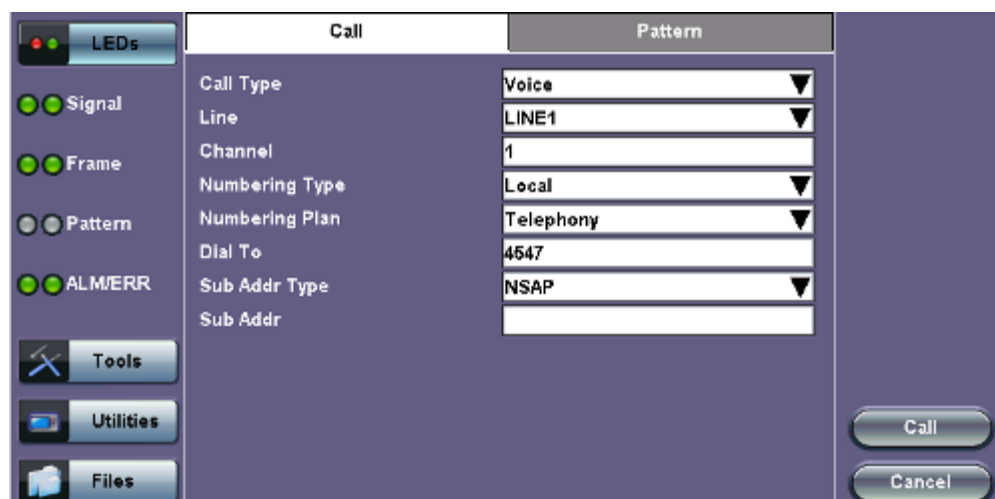 LEDs
Signal
Frame
Pattern
ALM/ERR
Tools
Utilities
Files
Call Pattern
Call Type Voice
Line LINE1
Channel 1
Numbering Type Local
Numbering Plan Telephony
Dial To 4547
Sub Addr Type NSAP
Sub Addr
Call
Cancel